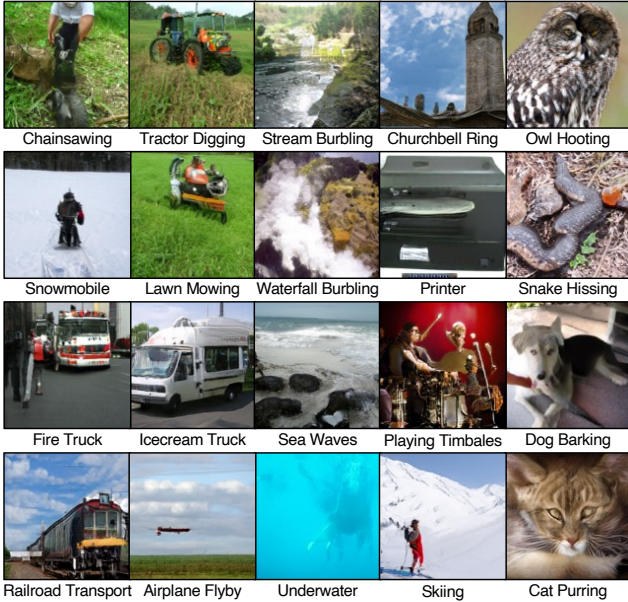 Chainsawing
Tractor Digging
Stream Burbling
Churchbell Ring
Owl Hooting
Snowmobile
Lawn Mowing
Waterfall Burbling
Printer
Snake Hissing
Fire Truck
Icecream Truck
Sea Waves
Playing Timbales
Dog Barking
Railroad Transport
Airplane Flyby
Underwater
Skiing
Cat Purring